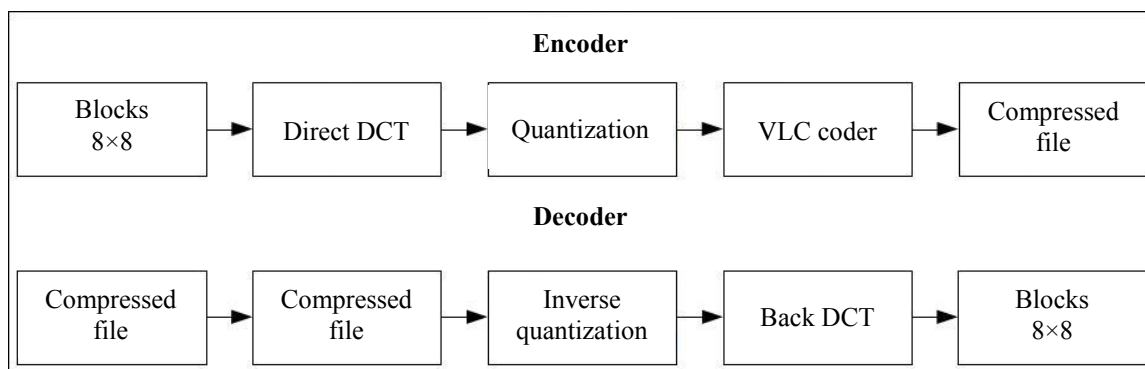 Encoder
Blocks
8×8
Direct DCT
Quantization
VLC coder
Compressed
file
Decoder
Compressed
file
Compressed
file
Inverse
quantization
Back DCT
Blocks
8×8